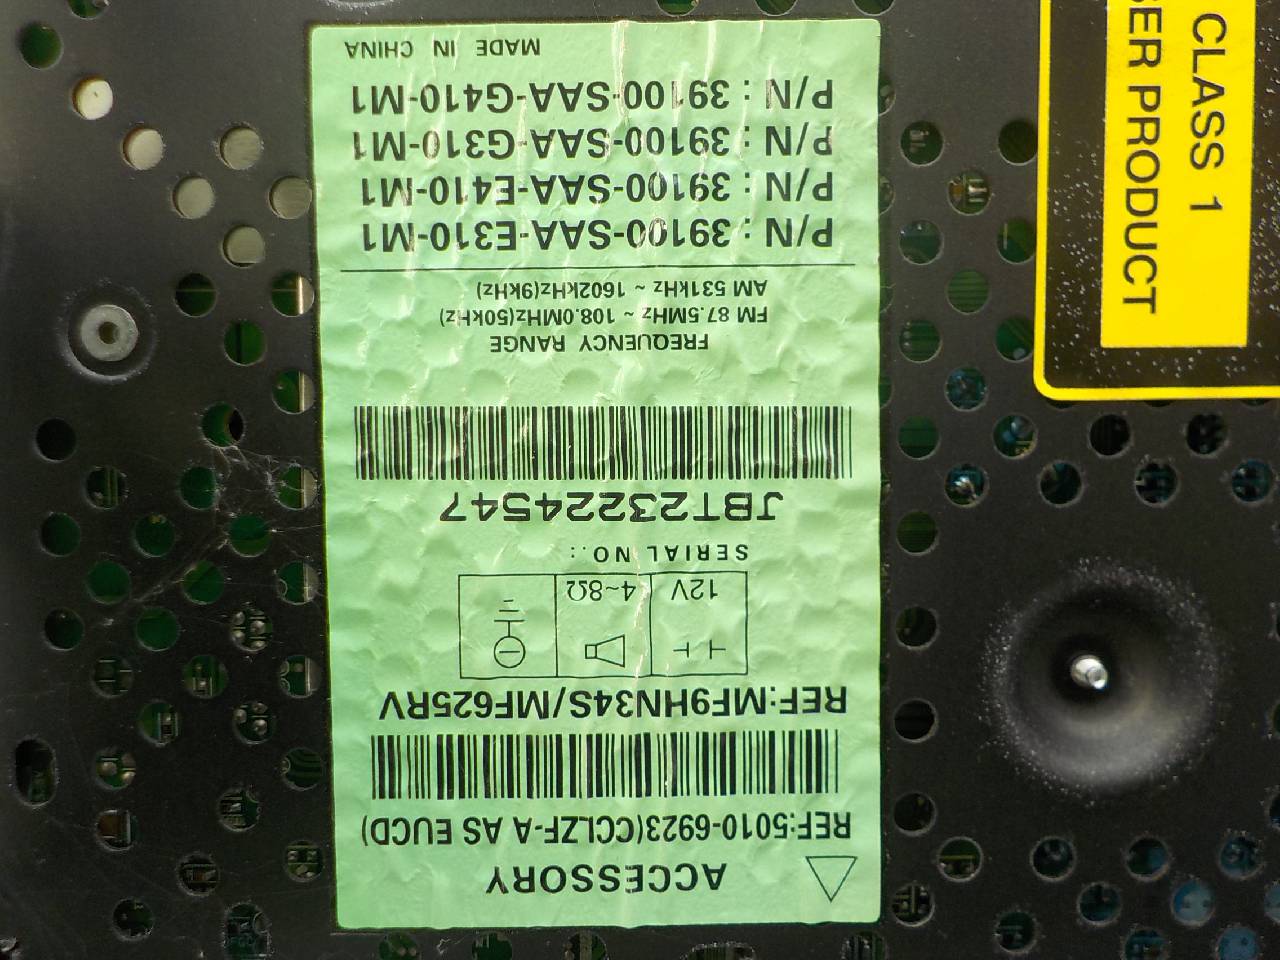 ACCESSORY
REF:5010-6923(CCLZF-A AS EUCD)
REF:MF9HN34S/MF625RV
12V 4~8Ω
SERIAL NO.:
JBT23224547
FREQUENCY RANGE
FM 87.5MHz ~ 108.0MHz(50kHz)
AM 531kHz ~ 1602kHz(9kHz)
P/N : 39100-SAA-E310-M1
P/N : 39100-SAA-E410-M1
P/N : 39100-SAA-G310-M1
P/N : 39100-SAA-G410-M1
MADE IN CHINA
CLASS 1
SER PRODUCT